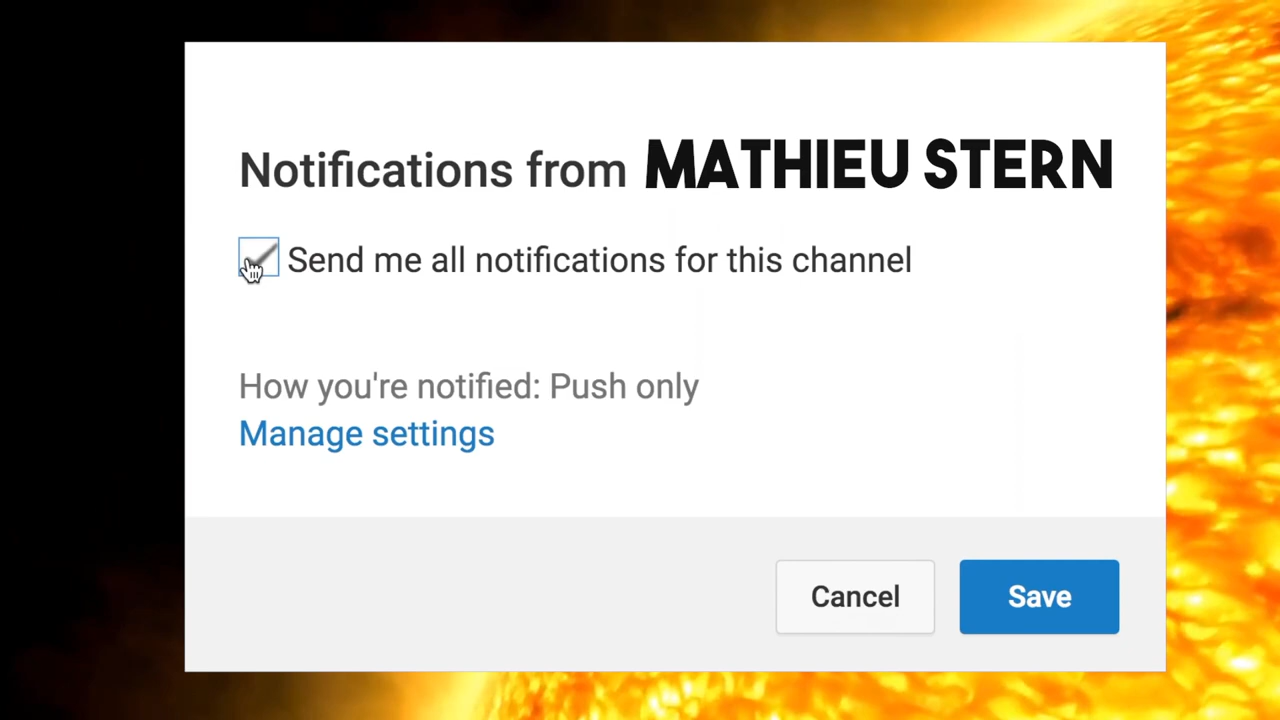 Notifications from MATHIEU STERN
Send me all notifications for this channel
How you're notified: Push only
Manage settings
Cancel Save